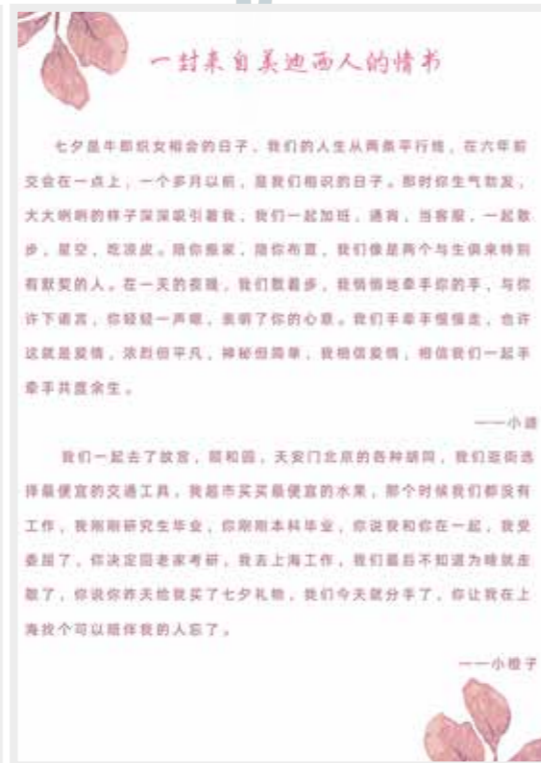 一封来自美迪西人的情书
七夕是牛郎织女相会的日子，我们的人生从两条平行线，在六年前
交会在一点上，一个多月以前，是我们相识的日子。那时你生气勃发，
大大咧咧的样子深深吸引着我，我们一起加班，通宵，当客服，一起散
步，星空，吃凉皮。陪你搬家，陪你布置，我们像是两个与生俱来特别
有默契的人。在一天的夜晚，我们散着步，我悄悄地牵手你的手，与你
许下诺言，你轻轻一声嗯，表明了你的心意。我们手牵手慢慢走，也许
这就是爱情，浓烈但平凡，神秘但简单，我相信爱情，相信我们一起手
牵手共度余生。
——小
我们一起去了故宫，颐和园，天安门北京的各种胡同，我们逛街选
择最便宜的交通工具，我超市买买最便宜的水果，那个时候我们都没有
工作，我刚刚研究生毕业，你刚刚本科毕业，你说我和你在一起，我受
委屈了，你决定回老家考研，我去上海工作，我们最后不知道为啥就走
散了，你说你昨天给我买了七夕礼物，我们今天就分手了，你让我在上
海找个可以陪伴我的人忘了。
——小橙子